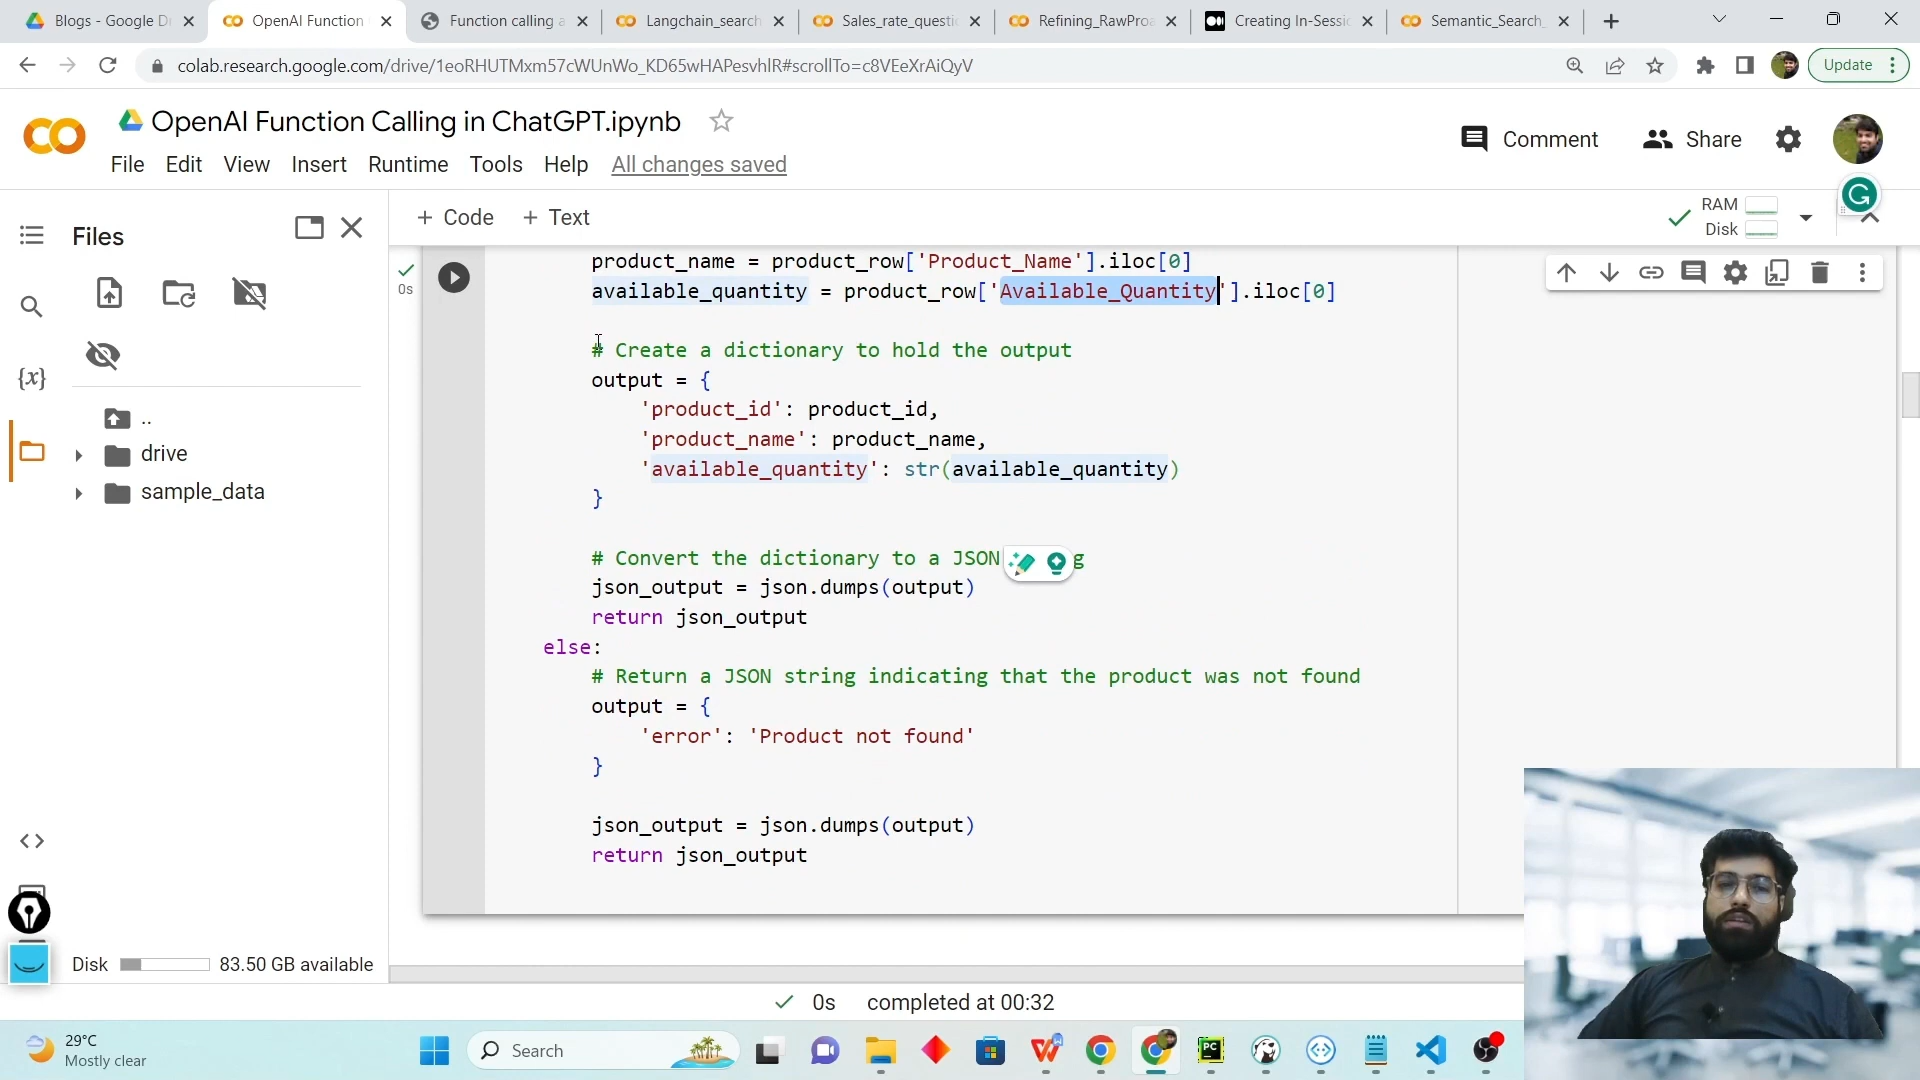 Blogs - Google Dr
OpenAI Function
Function calling a
Langchain_search
Sales_rate_questi
Refining_RawProa
Creating In-Sessi
Semantic_Search_
colab.research.google.com/drive/1eoRHUTMxm57cWUnWo_KD65wHAPesvhlR#scrollTo=c8VEeXrAiQyV
Update
OpenAI Function Calling in ChatGPT.ipynb
Comment
Share
File Edit View Insert Runtime Tools Help All changes saved
Files
+ Code + Text
RAM
Disk
product_name = product_row['Product_Name'].iloc[0]
0s
available_quantity = product_row['Available_Quantity'].iloc[0]
# Create a dictionary to hold the output
output = {
{x}
'product_id': product_id,
..
'product_name': product_name,
drive
'available_quantity': str(available_quantity)
sample_data
}
# Convert the dictionary to a JSON g
json_output = json.dumps(output)
return json_output
else:
# Return a JSON string indicating that the product was not found
output = {
'error': 'Product not found'
}
json_output = json.dumps(output)
return json_output
Disk 83.50 GB available
0s completed at 00:32
29°C
Mostly clear
Search